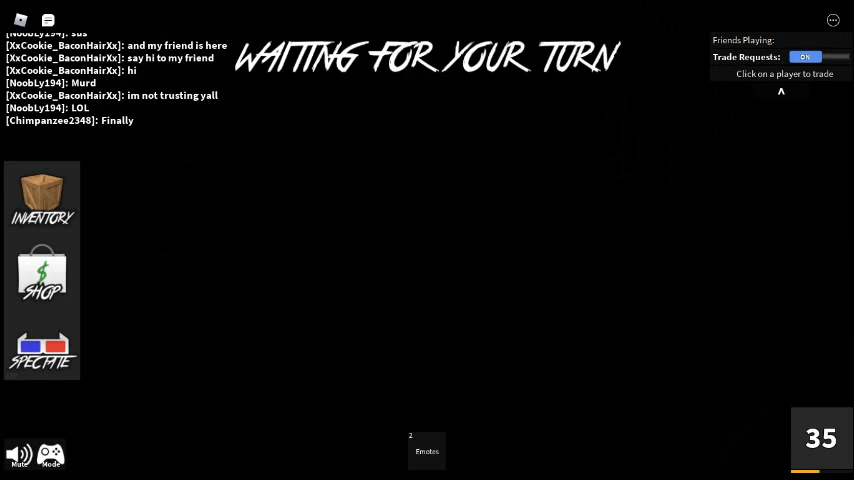 [NoobLy194]: sus
[XxCookie_BaconHairXx]: and my friend is here
[XxCookie_BaconHairXx]: say hi to my friend
[XxCookie_BaconHairXx]: hi
[NoobLy194]: Murd
[XxCookie_BaconHairXx]: im not trusting yall
[NoobLy194]: LOL
[Chimpanzee2348]: Finally
WAITING FOR YOUR TURN
Friends Playing:
Trade Requests: ON
Click on a player to trade
INVENTORY
SHOP
SPECTATE
Mute
Mode
2
Emotes
35